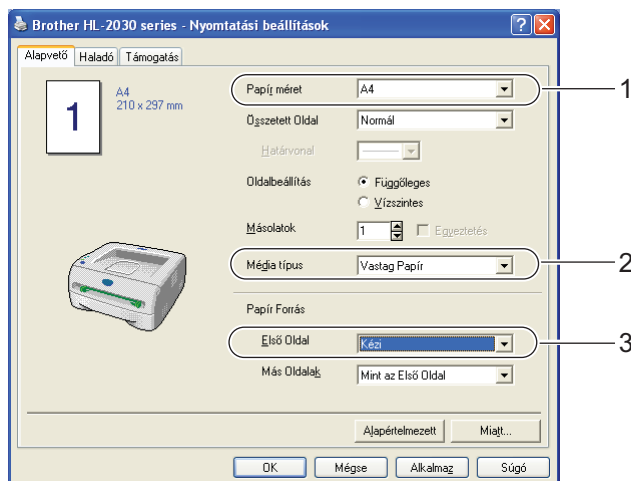 Brother HL-2030 series - Nyomtatási beállítások
Alapvető Haladó Támogatás
1
A4
210 x 297 mm
Papír méret A4 1
Összetett Oldal Normál
Határvonal
Oldalbeállítás Függőleges
Vízszintes
Másolatok 1 Egyeztetés
Média típus Vastag Papír 2
Papír Forrás
Első Oldal Kézi 3
Más Oldalak Mint az Első Oldal
Alapértelmezett Miatt...
OK Mégse Alkalmaz Súgó